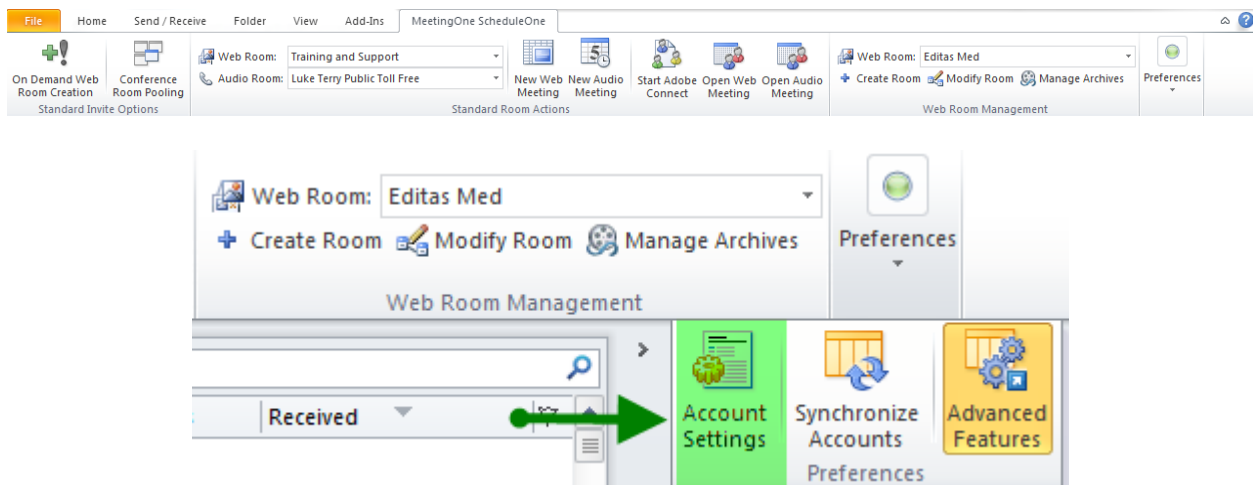 File Home Send / Receive Folder View Add-Ins MeetingOne ScheduleOne
On Demand Web Room Creation
Conference Room Pooling
Standard Invite Options
Web Room: Training and Support
Audio Room: Luke Terry Public Toll Free
New Web Meeting
New Audio Meeting
Start Adobe Connect
Open Web Meeting
Open Audio Meeting
Standard Room Actions
Web Room: Editas Med
Create Room Modify Room Manage Archives
Web Room Management
Preferences
Web Room: Editas Med
Create Room Modify Room Manage Archives
Web Room Management
Preferences
Received
Account Settings
Synchronize Accounts
Advanced Features
Preferences